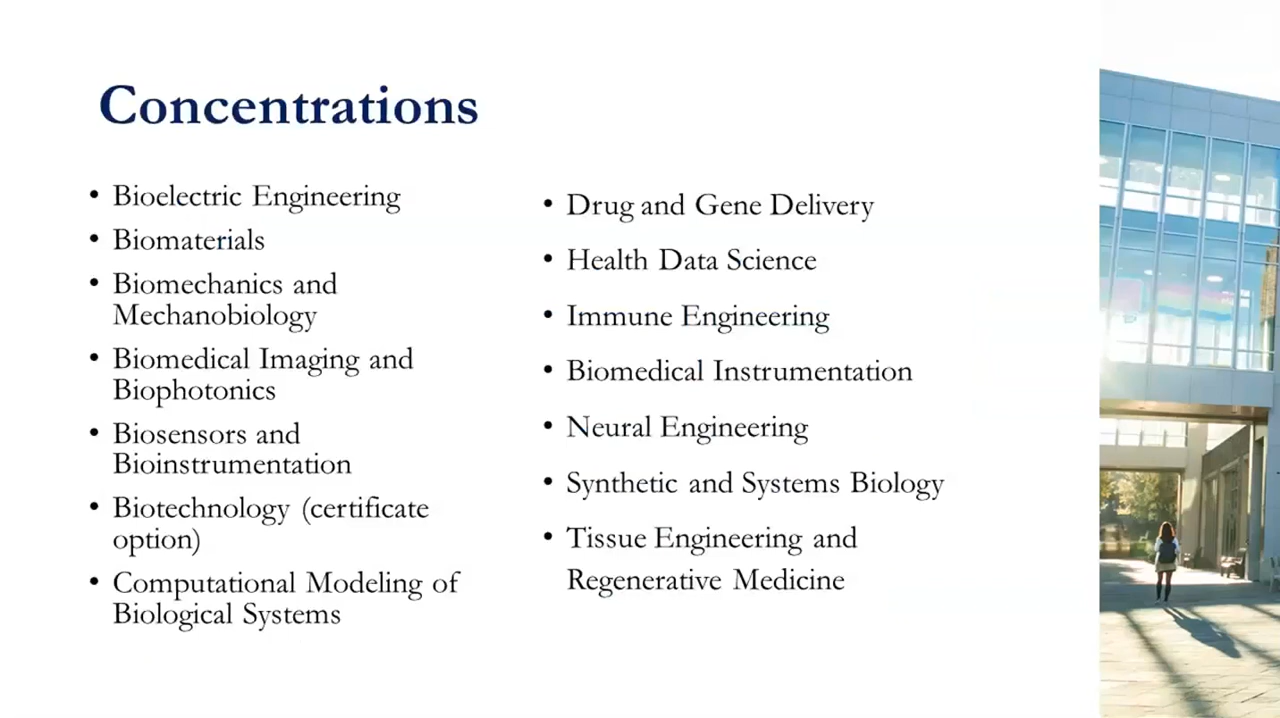 Concentrations
• Bioelectric Engineering
• Biomaterials
• Biomechanics and
Mechanobiology
• Biomedical Imaging and
Biophotonics
• Biosensors and
Bioinstrumentation
• Biotechnology (certificate
option)
• Computational Modeling of
Biological Systems
• Drug and Gene Delivery
• Health Data Science
• Immune Engineering
• Biomedical Instrumentation
• Neural Engineering
• Synthetic and Systems Biology
• Tissue Engineering and
Regenerative Medicine